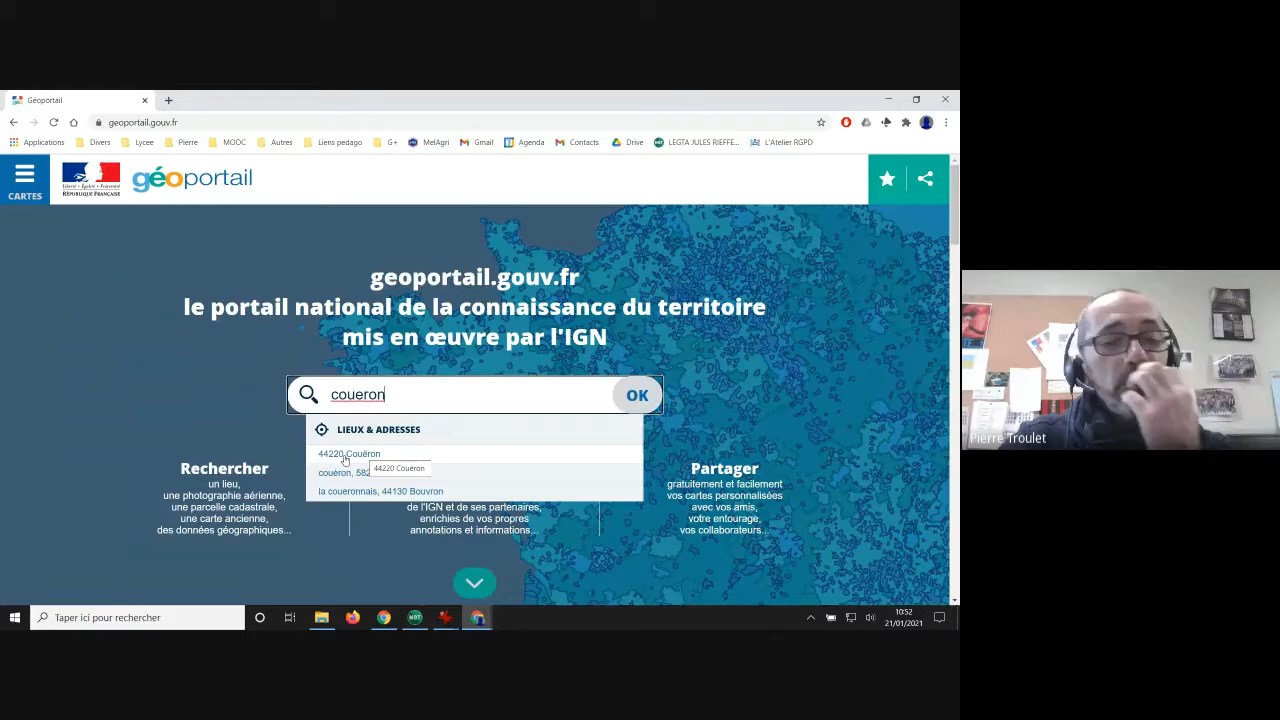 Géoportail
geoportail.gouv.fr
Applications Divers Lycee Pierre MOOC Autres Liens pedago G+ MelAgri Gmail Agenda Contacts Drive LEGTA JULES RIEFFE... L'Atelier RGPD
CARTES
RÉPUBLIQUE FRANÇAISE
géoportail
geoportail.gouv.fr
le portail national de la connaissance du territoire
mis en œuvre par l'IGN
coueron
OK
LIEUX & ADRESSES
44220 Couëron
44220 Couëron
couëron, 582
la coueronnais, 44130 Bouvron
Rechercher
un lieu,
une photographie aérienne,
une parcelle cadastrale,
une carte ancienne,
des données géographiques...
de l'IGN et de ses partenaires,
enrichies de vos propres
annotations et informations...
Partager
gratuitement et facilement
vos cartes personnalisées
avec vos amis,
votre entourage,
vos collaborateurs...
Pierre Troulet
Taper ici pour rechercher
10:52
21/01/2021